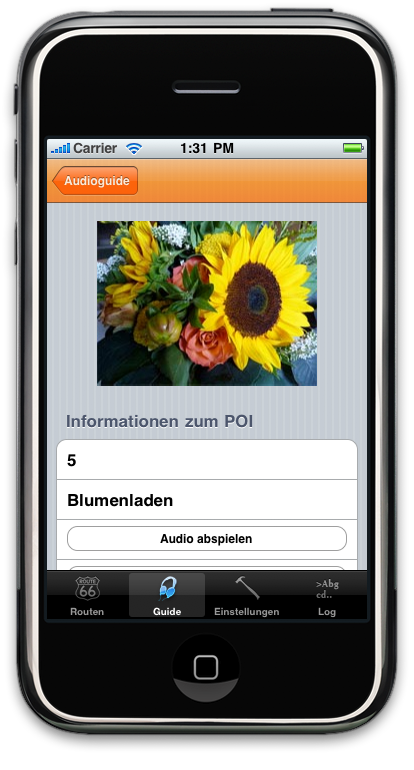 Carrier 1:31 PM
Audioguide
Informationen zum POI
5
Blumenladen
Audio abspielen
ROUTE
66
>Abg
cd..
Routen Guide Einstellungen Log